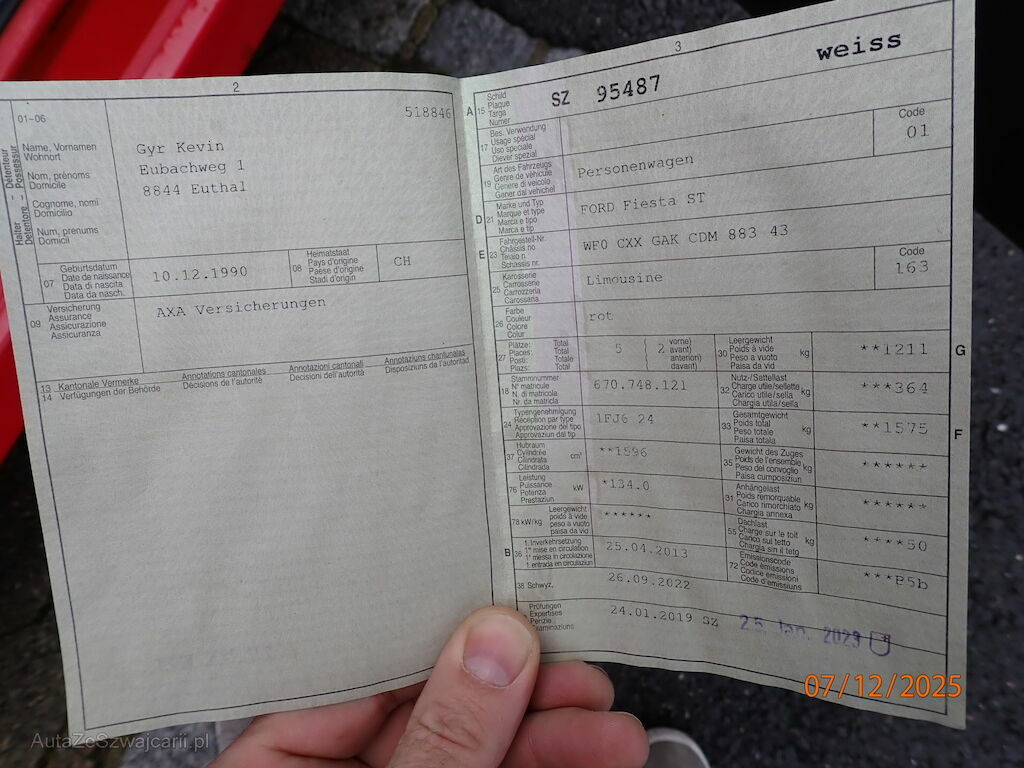 2
518846
01-06
Halter - Détenteur
Detentore - Possessur
Name, Vornamen
Wohnort
Nom, prénoms
Domicile
Cognome, nomi
Domicilio
Num, prenums
Domicil
Gyr Kevin
Eubachweg 1
8844 Euthal
07 Geburtsdatum
Date de naissance
Data di nascita
Data da nasch.
10.12.1990
08 Heimatstaat
Pays d'origine
Paese d'origine
Stadi d'origin
CH
09 Versicherung
Assurance
Assicurazione
Assicuranza
AXA Versicherungen
13 Kantonale Vermerke
14 Verfügungen der Behörde
Annotations cantonales
Décisions de l'autorité
Annotazioni cantonali
Decisioni dell'autorità
Annotaziuns chantunalas
Disposiziuns da l'autoritad
3
A 15 Schild
Plaque
Targa
Numer
SZ 95487 weiss
17 Bes. Verwendung
Usage spécial
Uso speciale
Diever spezial
Code
01
19 Art des Fahrzeugs
Genre de véhicule
Genere di veicolo
Gener dal vehichel
Personenwagen
D 21 Marke und Typ
Marque et type
Marca e tipo
Marca e tip
FORD Fiesta ST
E 23 Fahrgestell-Nr.
Châssis no
Telaio n.
Schassis nr.
WF0 CXX GAK CDM 883 43
25 Karosserie
Carrosserie
Carrozzeria
Carossaria
Limousine
Code
163
26 Farbe
Couleur
Colore
Colur
rot
27 Plätze: Total
Places: Total
Posti: Totale
Plazs: Total
5
( 2 vorne)
avant)
anteriori)
davant)
30 Leergewicht
Poids à vide
Peso a vuoto
Paisa da vid
kg
**1211
G
18 Stammnummer
N° matricule
N. di matricola
Nr. da matricla
670.748.121
32 Nutz-/Sattellast
Charge utile/sellette
Carico utile/sella
Chargia utila/sella
kg
***364
24 Typengenehmigung
Réception par type
Approvazione del tipo
Approvaziun dal tip
1FJ6 24
33 Gesamtgewicht
Poids total
Peso totale
Paisa totala
kg
**1575
F
37 Hubraum
Cylindrée
Cilindrata
Cilindrada
cm³
**1596
35 Gewicht des Zuges
Poids de l'ensemble
Peso del convoglio
Paisa cumposiziun
kg
******
76 Leistung
Puissance
Potenza
Prestaziun
kW
*134.0
31 Anhängelast
Poids remorquable
Carico rimorchiato
Chargia annexa
kg
******
78 kW/kg
Leergewicht
poids à vide
peso a vuoto
paisa da vid
******
55 Dachlast
Charge sur le toit
Carico sul tetto
Chargia sin il tetg
kg
****50
B 36 1. Inverkehrsetzung
1re mise en circulation
1a messa in circolazione
1. entrada en circulaziun
25.04.2013
72 Emissionscode
Code émissions
Codice emissioni
Code d'emissiuns
***B5b
38 Schwyz,
26.09.2022
Prüfungen
Expertises
Perizie
Examinaziuns
24.01.2019 SZ
25. Jan. 2023
07/12/2025
AutaZeSzwajcarii.pl